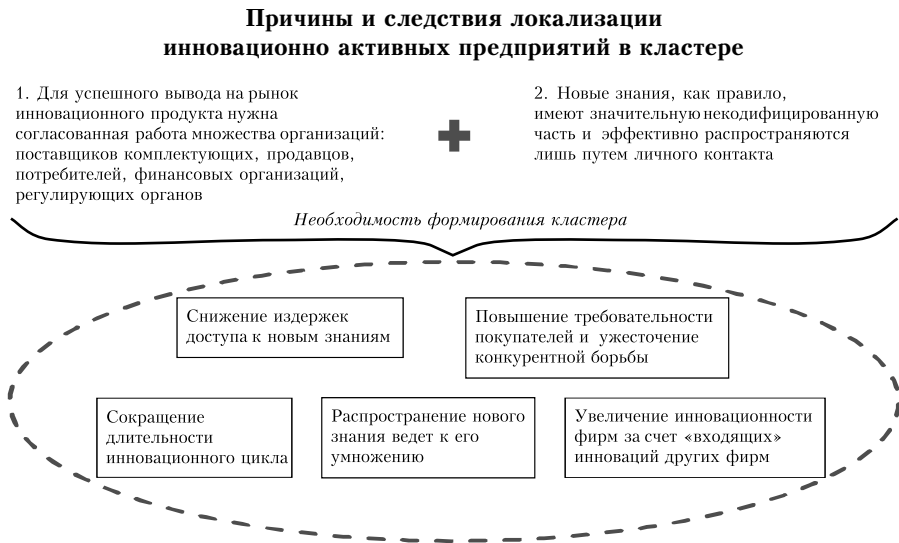 Причины и следствия локализации
инновационно активных предприятий в кластере
1. Для успешного вывода на рынок
инновационного продукта нужна
согласованная работа множества организаций:
поставщиков комплектующих, продавцов,
потребителей, финансовых организаций,
регулирующих органов
2. Новые знания, как правило,
имеют значительную некодифицированную
часть и эффективно распространяются
лишь путем личного контакта
Необходимость формирования кластера
Снижение издержек
доступа к новым знаниям
Повышение требовательности
покупателей и ужесточение
конкурентной борьбы
Сокращение
длительности
инновационного цикла
Распространение нового
знания ведет к его
умножению
Увеличение инновационности
фирм за счет «входящих»
инноваций других фирм